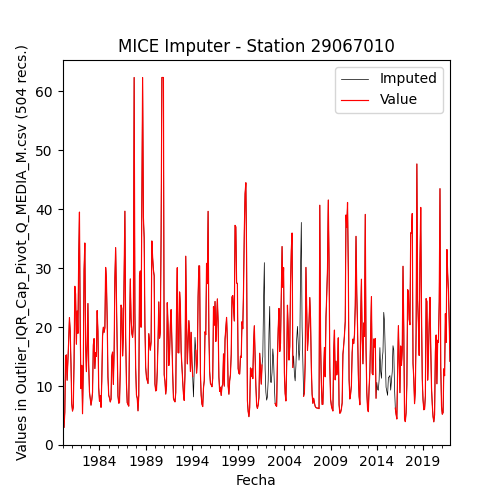 MICE Imputer - Station 29067010
Imputed
Value
Values in Outlier_IQR_Cap_Pivot_Q_MEDIA_M.csv (504 recs.)
60
50
40
30
20
10
0
1984 1989 1994 1999 2004 2009 2014 2019
Fecha